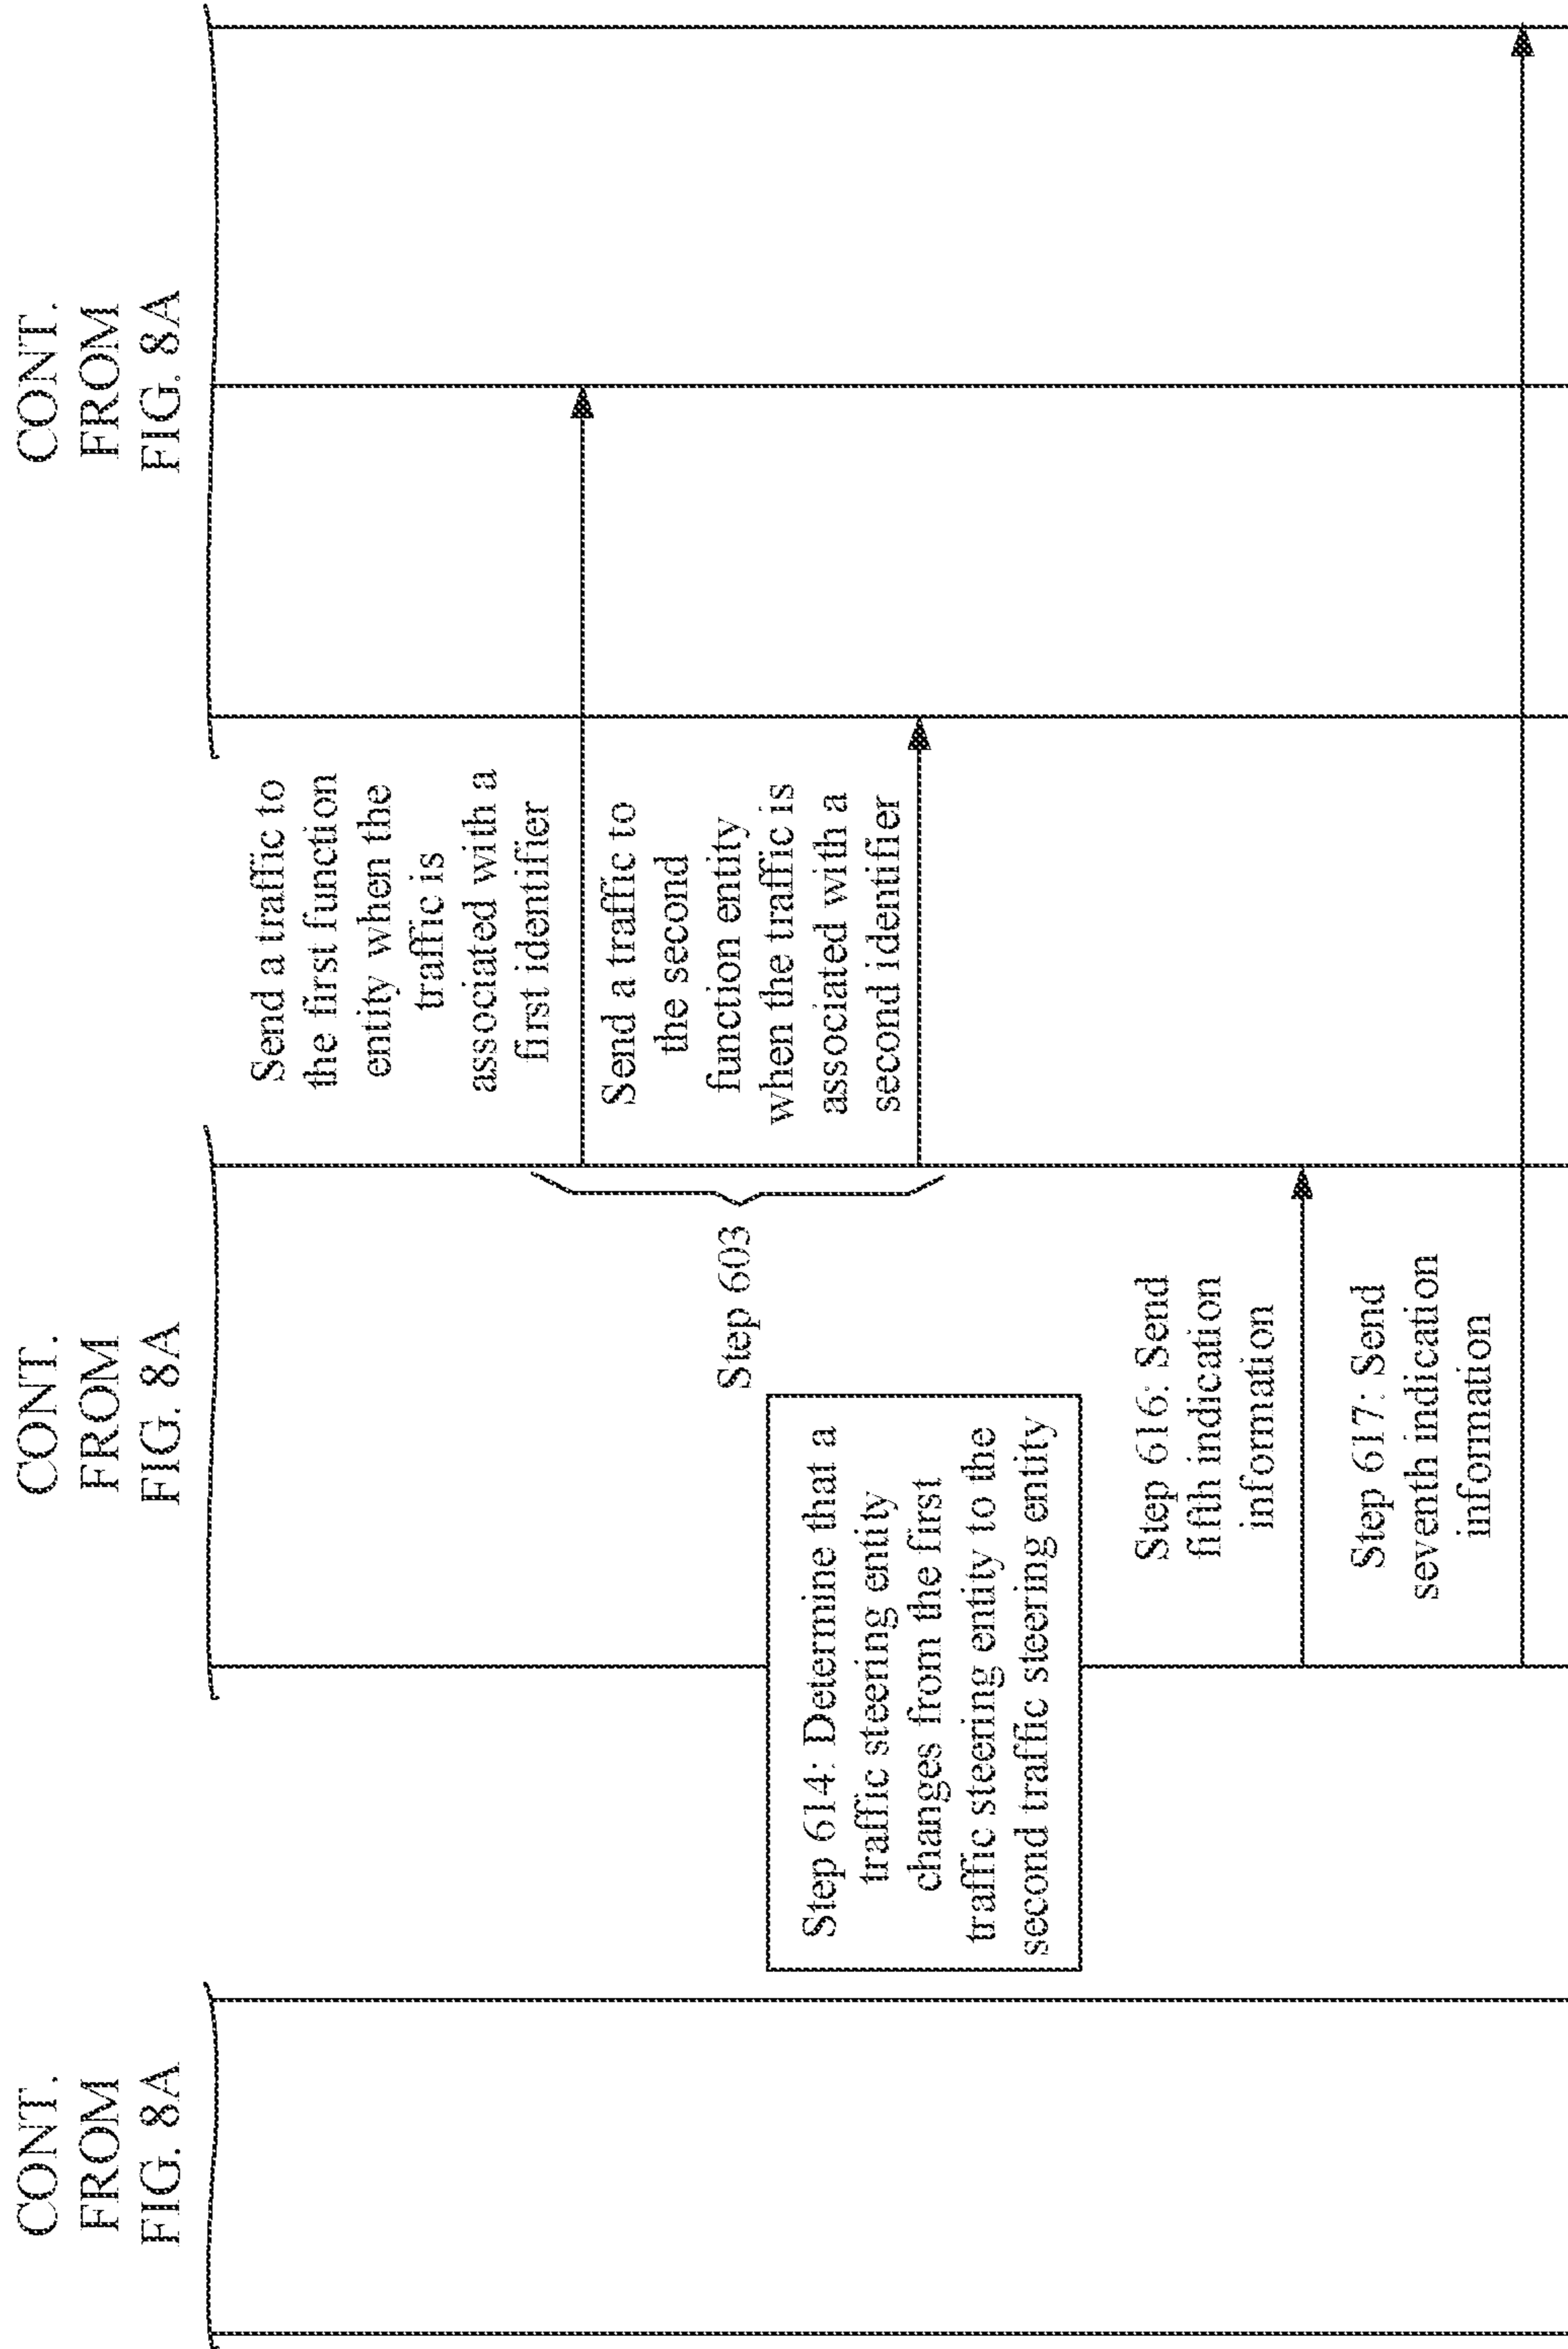 CONT.
FROM
FIG. 8A
CONT.
FROM
FIG. 8A
CONT.
FROM
FIG. 8A
Send a traffic to
the first function
entity when the
traffic is
associated with a
first identifier
Send a traffic to
the second
function entity
when the traffic is
associated with a
second identifier
Step 603
Step 614: Determine that a
traffic steering entity
changes from the first
traffic steering entity to the
second traffic steering entity
Step 616: Send
fifth indication
information
Step 617: Send
seventh indication
information